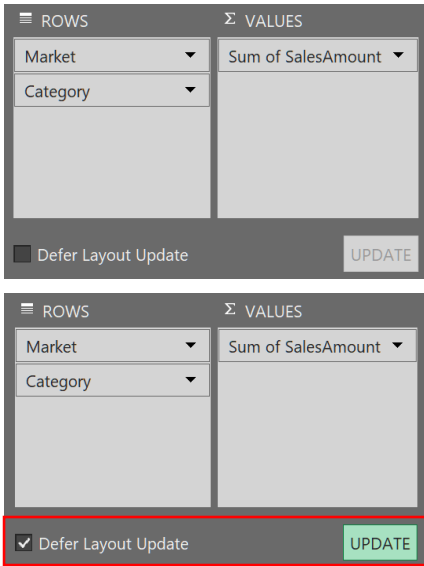 ROWS Σ VALUES
Market Sum of SalesAmount
Category
Defer Layout Update UPDATE
ROWS Σ VALUES
Market Sum of SalesAmount
Category
Defer Layout Update UPDATE